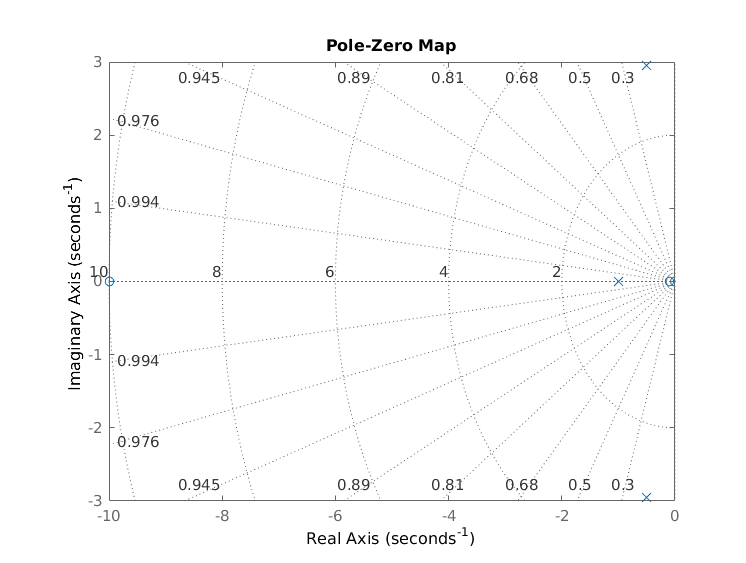 Pole-Zero Map
3
0.945 0.89 0.81 0.68 0.5 0.3
0.976
2
0.994
1
10 8 6 4 2
0
-1
0.994
-2
0.976
0.945 0.89 0.81 0.68 0.5 0.3
-3
-10 -8 -6 -4 -2 0
Real Axis (seconds⁻¹)
Imaginary Axis (seconds⁻¹)